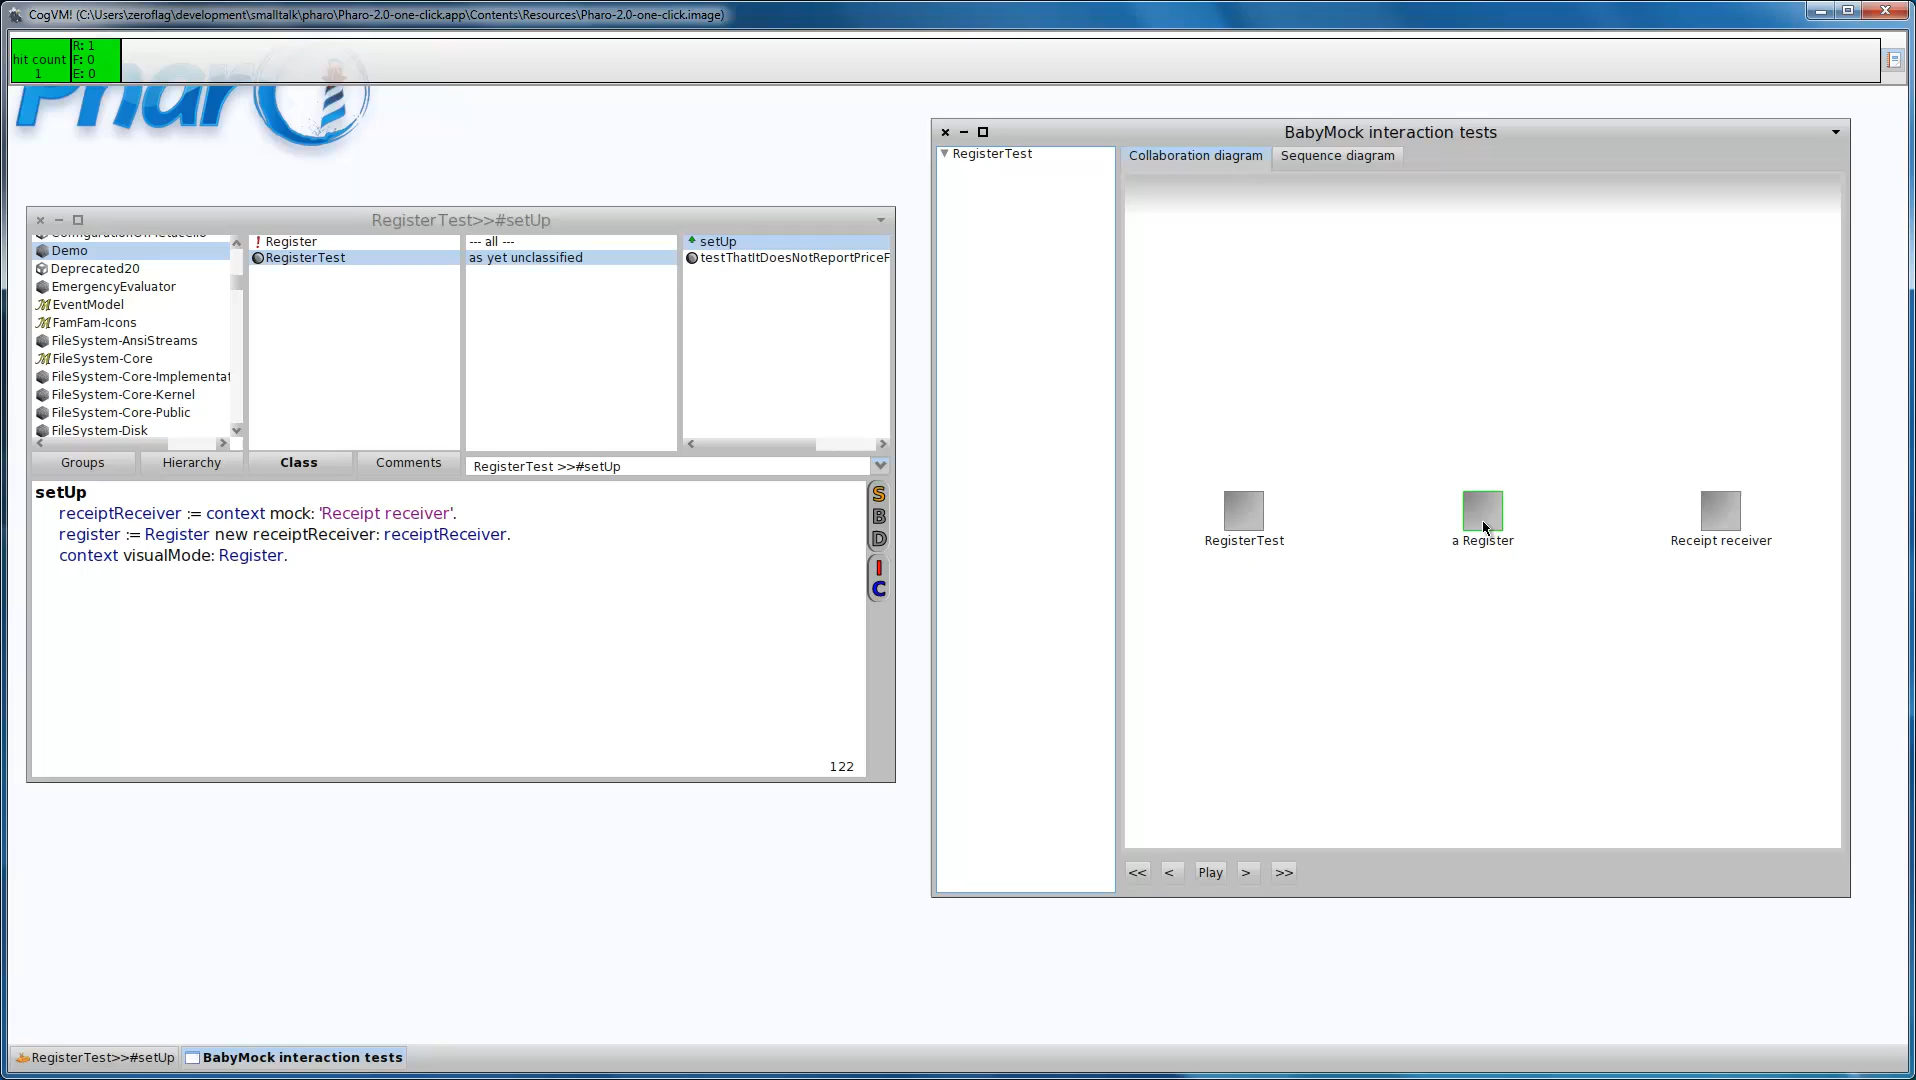 CogVM! (C:\Users\zeroflag\development\smalltalk\pharo\Pharo-2.0-one-click.app\Contents\Resources\Pharo-2.0-one-click.image)
hit count
1
R: 1
F: 0
E: 0
Pharo
RegisterTest>>#setUp
Demo
Deprecated20
EmergencyEvaluator
EventModel
FamFam-Icons
FileSystem-AnsiStreams
FileSystem-Core
FileSystem-Core-Implementat
FileSystem-Core-Kernel
FileSystem-Core-Public
FileSystem-Disk
Register
RegisterTest
--- all ---
as yet unclassified
setUp
testThatItDoesNotReportPriceF
Groups
Hierarchy
Class
Comments
RegisterTest >>#setUp
setUp
receiptReceiver := context mock: 'Receipt receiver'.
register := Register new receiptReceiver: receiptReceiver.
context visualMode: Register.
122
S
B
D
I
C
BabyMock interaction tests
RegisterTest
Collaboration diagram
Sequence diagram
RegisterTest
a Register
Receipt receiver
<<
<
Play
>
>>
RegisterTest>>#setUp
BabyMock interaction tests